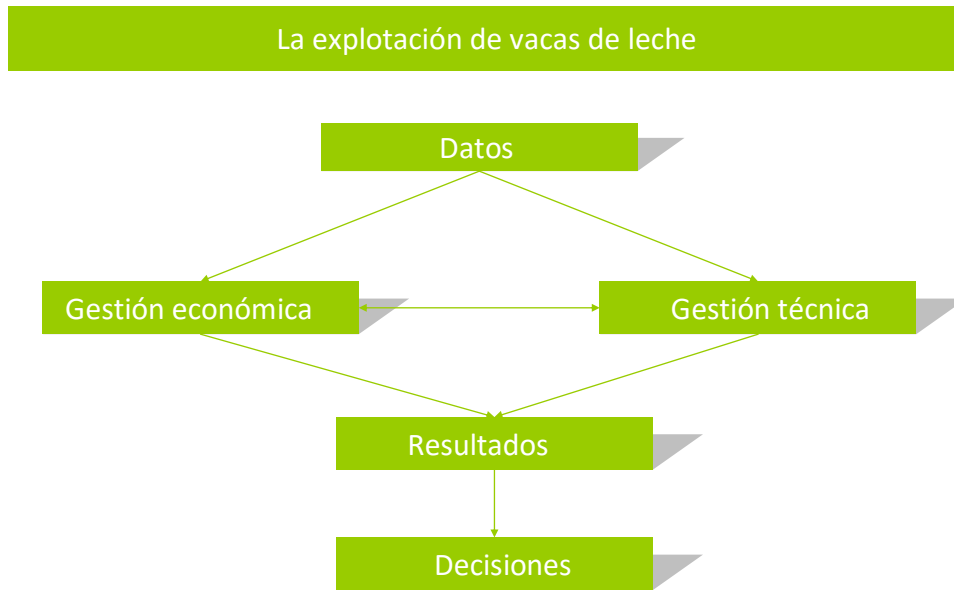 La explotación de vacas de leche
Datos
Gestión económica
Gestión técnica
Resultados
Decisiones